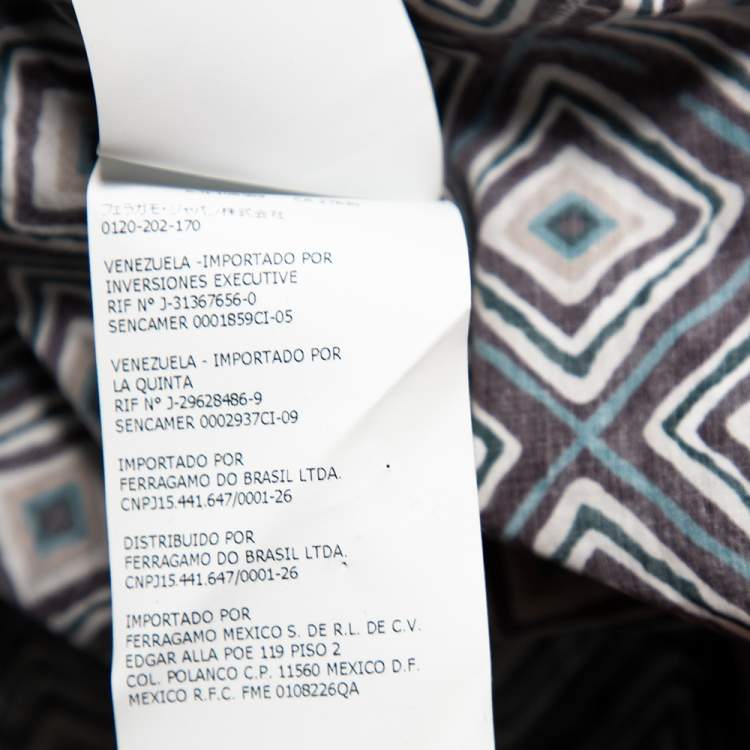 フェラガモ・ジャパン株式会社
0120-202-170
VENEZUELA -IMPORTADO POR
INVERSIONES EXECUTIVE
RIF Nº J-31367656-0
SENCAMER 0001859CI-05
VENEZUELA - IMPORTADO POR
LA QUINTA
RIF Nº J-29628486-9
SENCAMER 0002937CI-09
IMPORTADO POR
FERRAGAMO DO BRASIL LTDA.
CNPJ15.441.647/0001-26
DISTRIBUIDO POR
FERRAGAMO DO BRASIL LTDA.
CNPJ15.441.647/0001-26
IMPORTADO POR
FERRAGAMO MEXICO S. DE R.L. DE C.V.
EDGAR ALLA POE 119 PISO 2
COL. POLANCO C.P. 11560 MEXICO D.F.
MEXICO R.F.C. FME 0108226QA